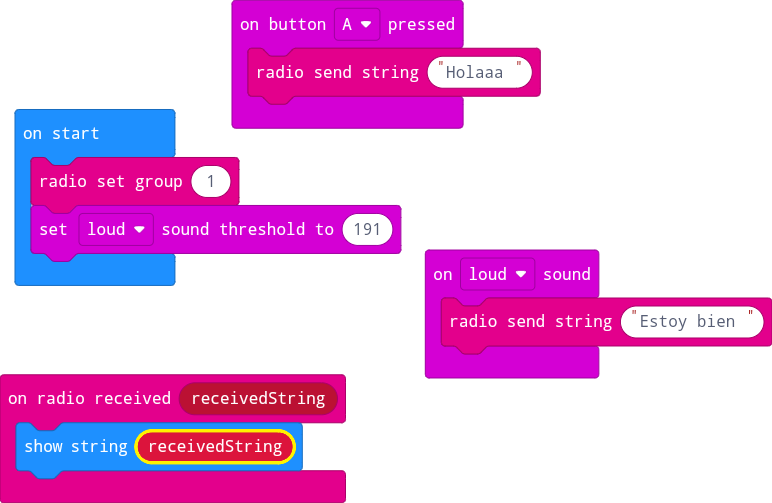 on button A pressed
radio send string "Holaaa "
on start
radio set group 1
set loud sound threshold to 191
on loud sound
radio send string "Estoy bien "
on radio received receivedString
show string receivedString